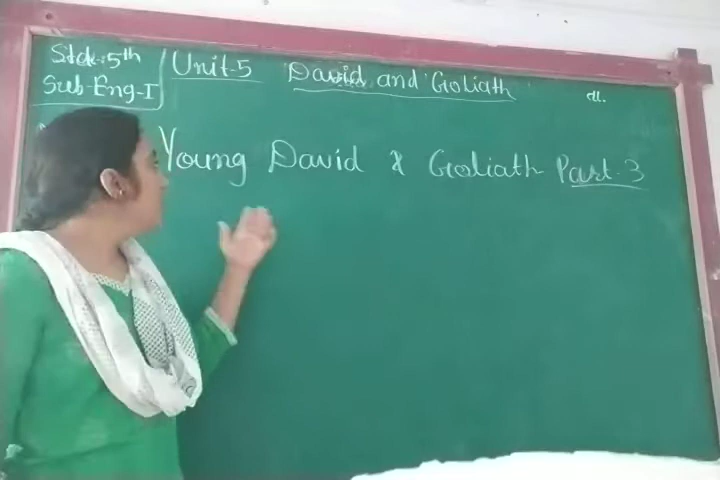 Std:-5th
Sub-Eng-I
Unit-5 David and Goliath
Young David & Goliath Part-3